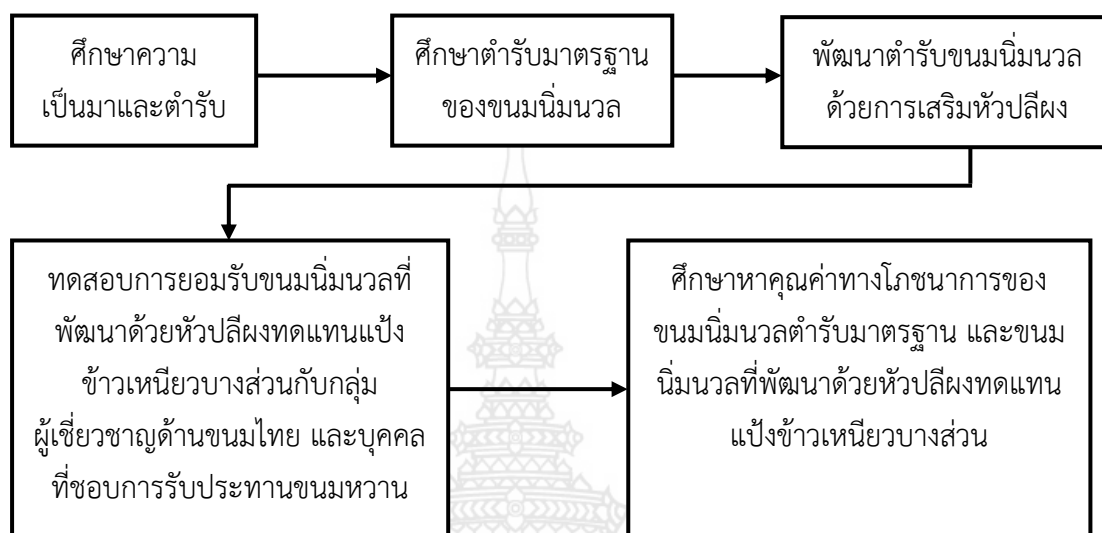 ศึกษาความ
เป็นมาและตำรับ
ศึกษาตำรับมาตรฐาน
ของขนมนิ่มนวล
พัฒนาตำรับขนมนิ่มนวล
ด้วยการเสริมหัวปลีผง
ทดสอบการยอมรับขนมนิ่มนวลที่
พัฒนาด้วยหัวปลีผงทดแทนแป้ง
ข้าวเหนียวบางส่วนกับกลุ่ม
ผู้เชี่ยวชาญด้านขนมไทย และบุคคล
ที่ชอบการรับประทานขนมหวาน
ศึกษาหาคุณค่าทางโภชนาการของ
ขนมนิ่มนวลตำรับมาตรฐาน และขนม
นิ่มนวลที่พัฒนาด้วยหัวปลีผงทดแทน
แป้งข้าวเหนียวบางส่วน